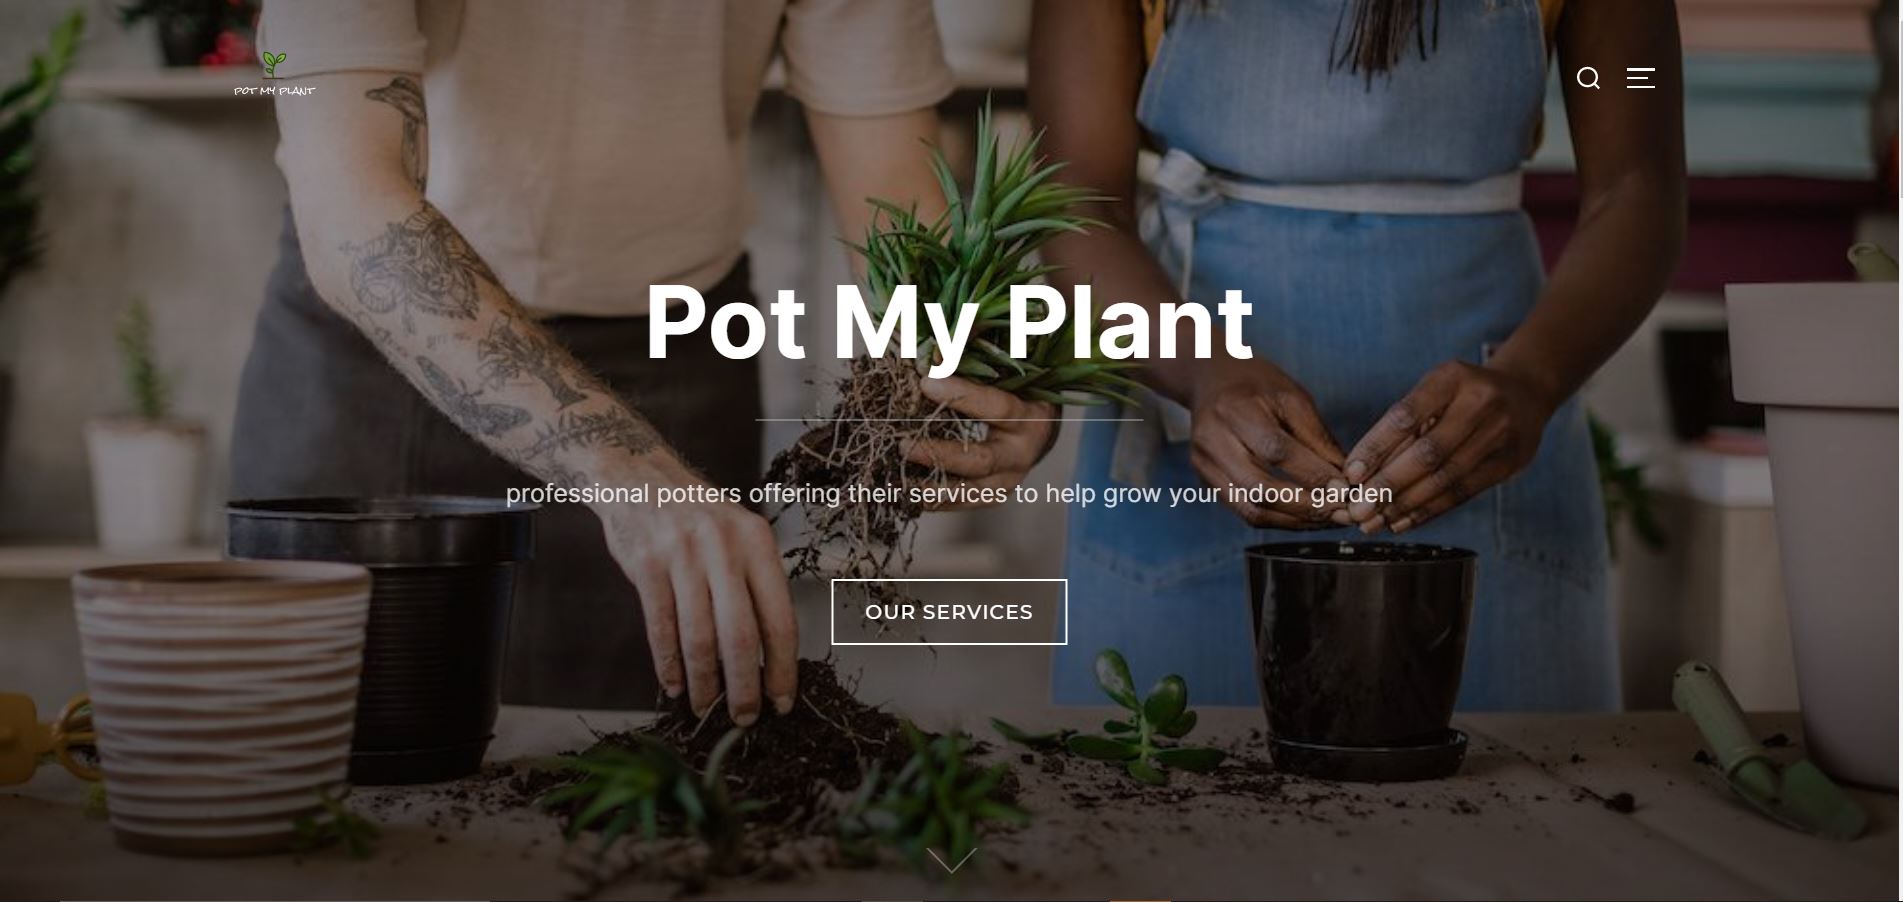 POT MY PLANT
Pot My Plant
professional potters offering their services to help grow your indoor garden
OUR SERVICES